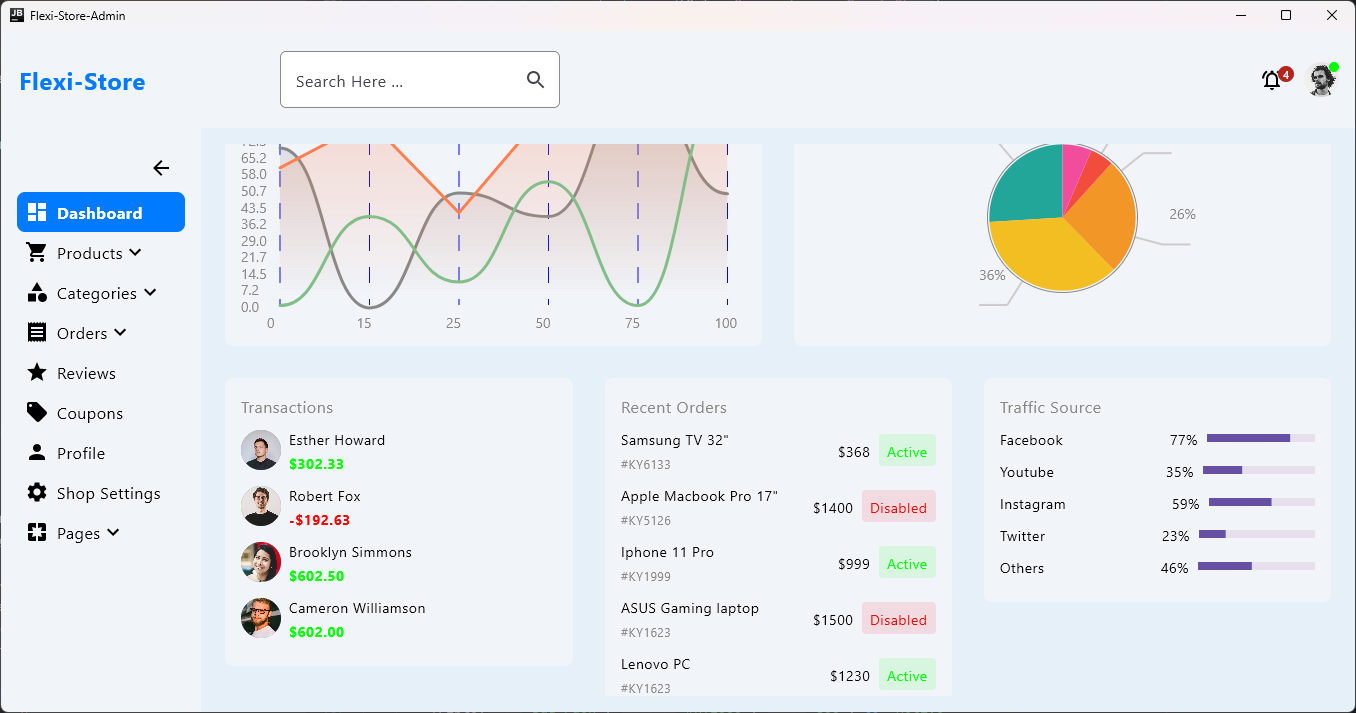 JB Flexi-Store-Admin
Flexi-Store
Search Here ...
4
Dashboard
Products
Categories
Orders
Reviews
Coupons
Profile
Shop Settings
Pages
65.2
58.0
50.7
43.5
36.2
29.0
21.7
14.5
7.2
0.0
0 15 25 50 75 100
26%
36%
Transactions
Esther Howard
$302.33
Robert Fox
-$192.63
Brooklyn Simmons
$602.50
Cameron Williamson
$602.00
Recent Orders
Samsung TV 32"
#KY6133
$368 Active
Apple Macbook Pro 17"
#KY5126
$1400 Disabled
Iphone 11 Pro
#KY1999
$999 Active
ASUS Gaming laptop
#KY1623
$1500 Disabled
Lenovo PC
#KY1623
$1230 Active
Traffic Source
Facebook 77%
Youtube 35%
Instagram 59%
Twitter 23%
Others 46%